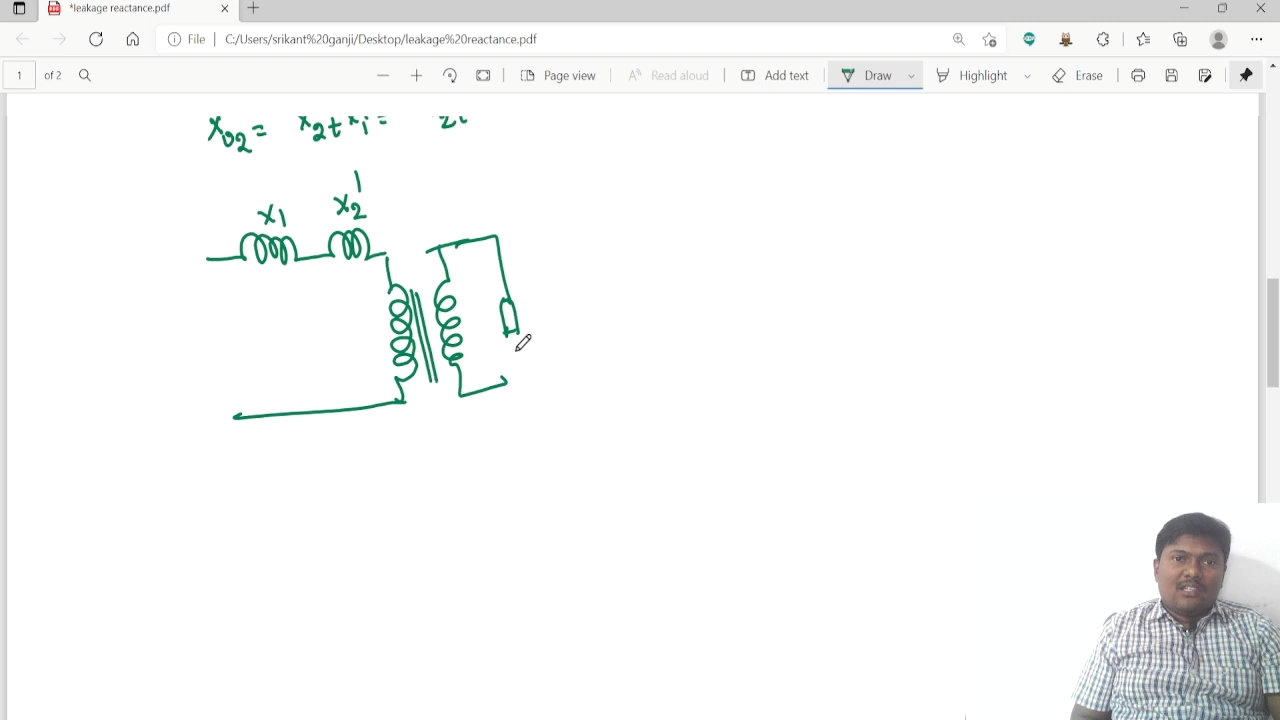 *leakage reactance.pdf
File | C:/Users/srikant%20ganji/Desktop/leakage%20reactance.pdf
1 of 2 Page view Read aloud Add text Draw Highlight Erase
X02 = X2 + X1' =
X1 X2'